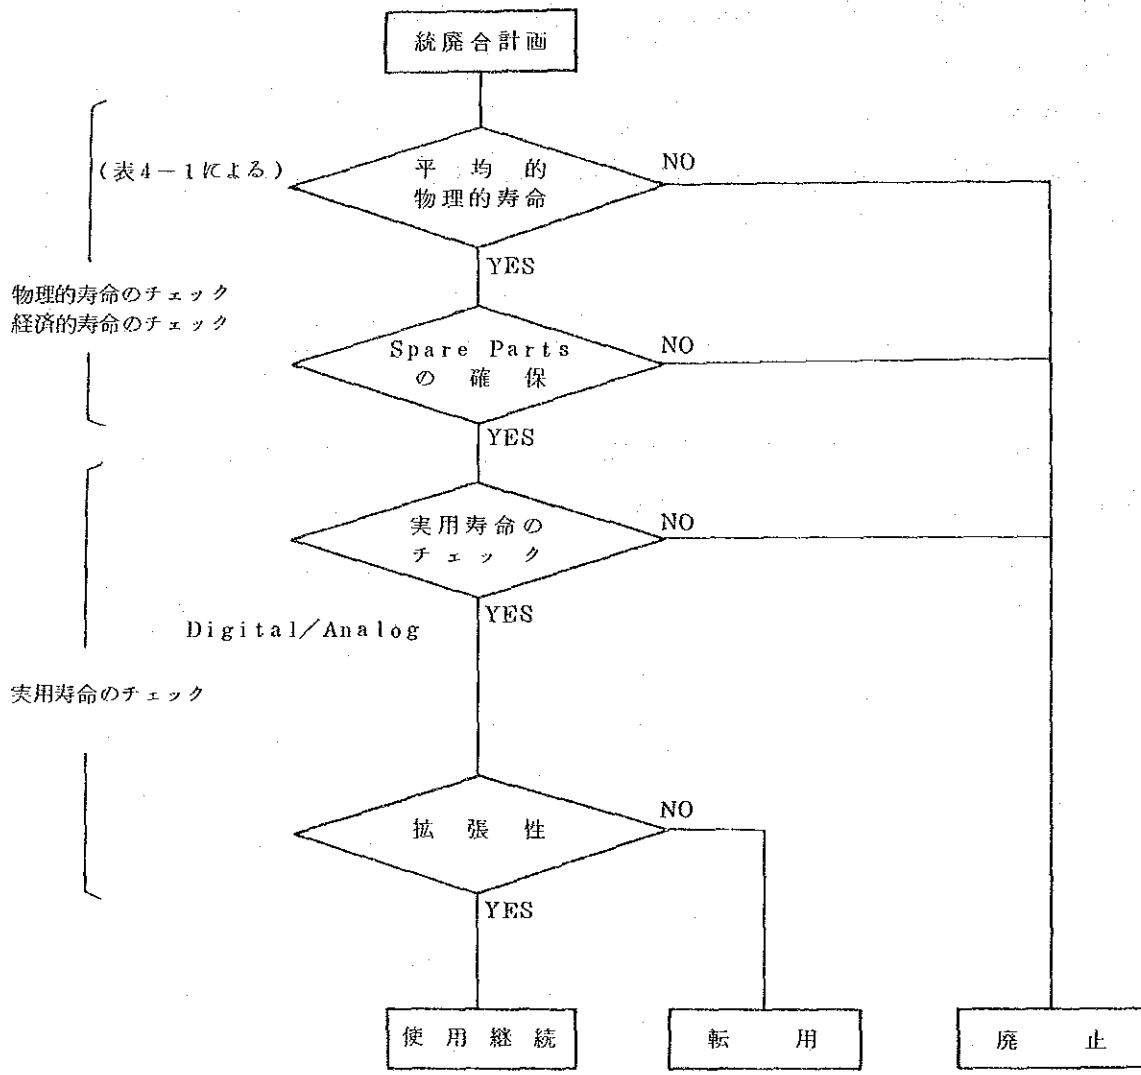 統廃合計画
(表4-1による)
平均的
物理的寿命
NO
YES
物理的寿命のチェック
経済的寿命のチェック
Spare Parts
の確保
NO
YES
実用寿命の
チェック
NO
YES
Digital/Analog
実用寿命のチェック
拡張性
NO
YES
使用継続
転用
廃止